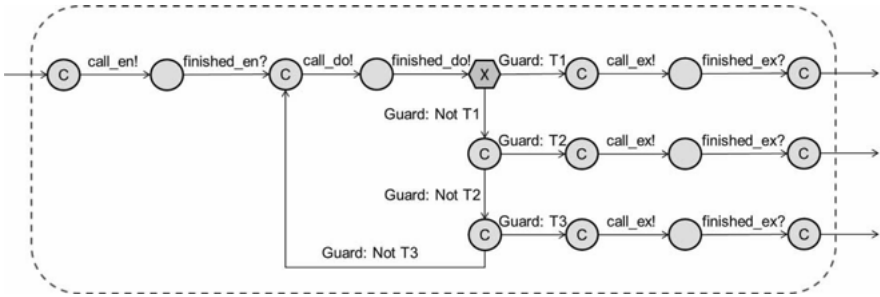 call_en! finished_en? call_do! finished_do! Guard: T1 call_ex! finished_ex?
C C X C C
Guard: Not T1
Guard: T2 call_ex! finished_ex?
C C C
Guard: Not T2
Guard: T3 call_ex! finished_ex?
C C C
Guard: Not T3